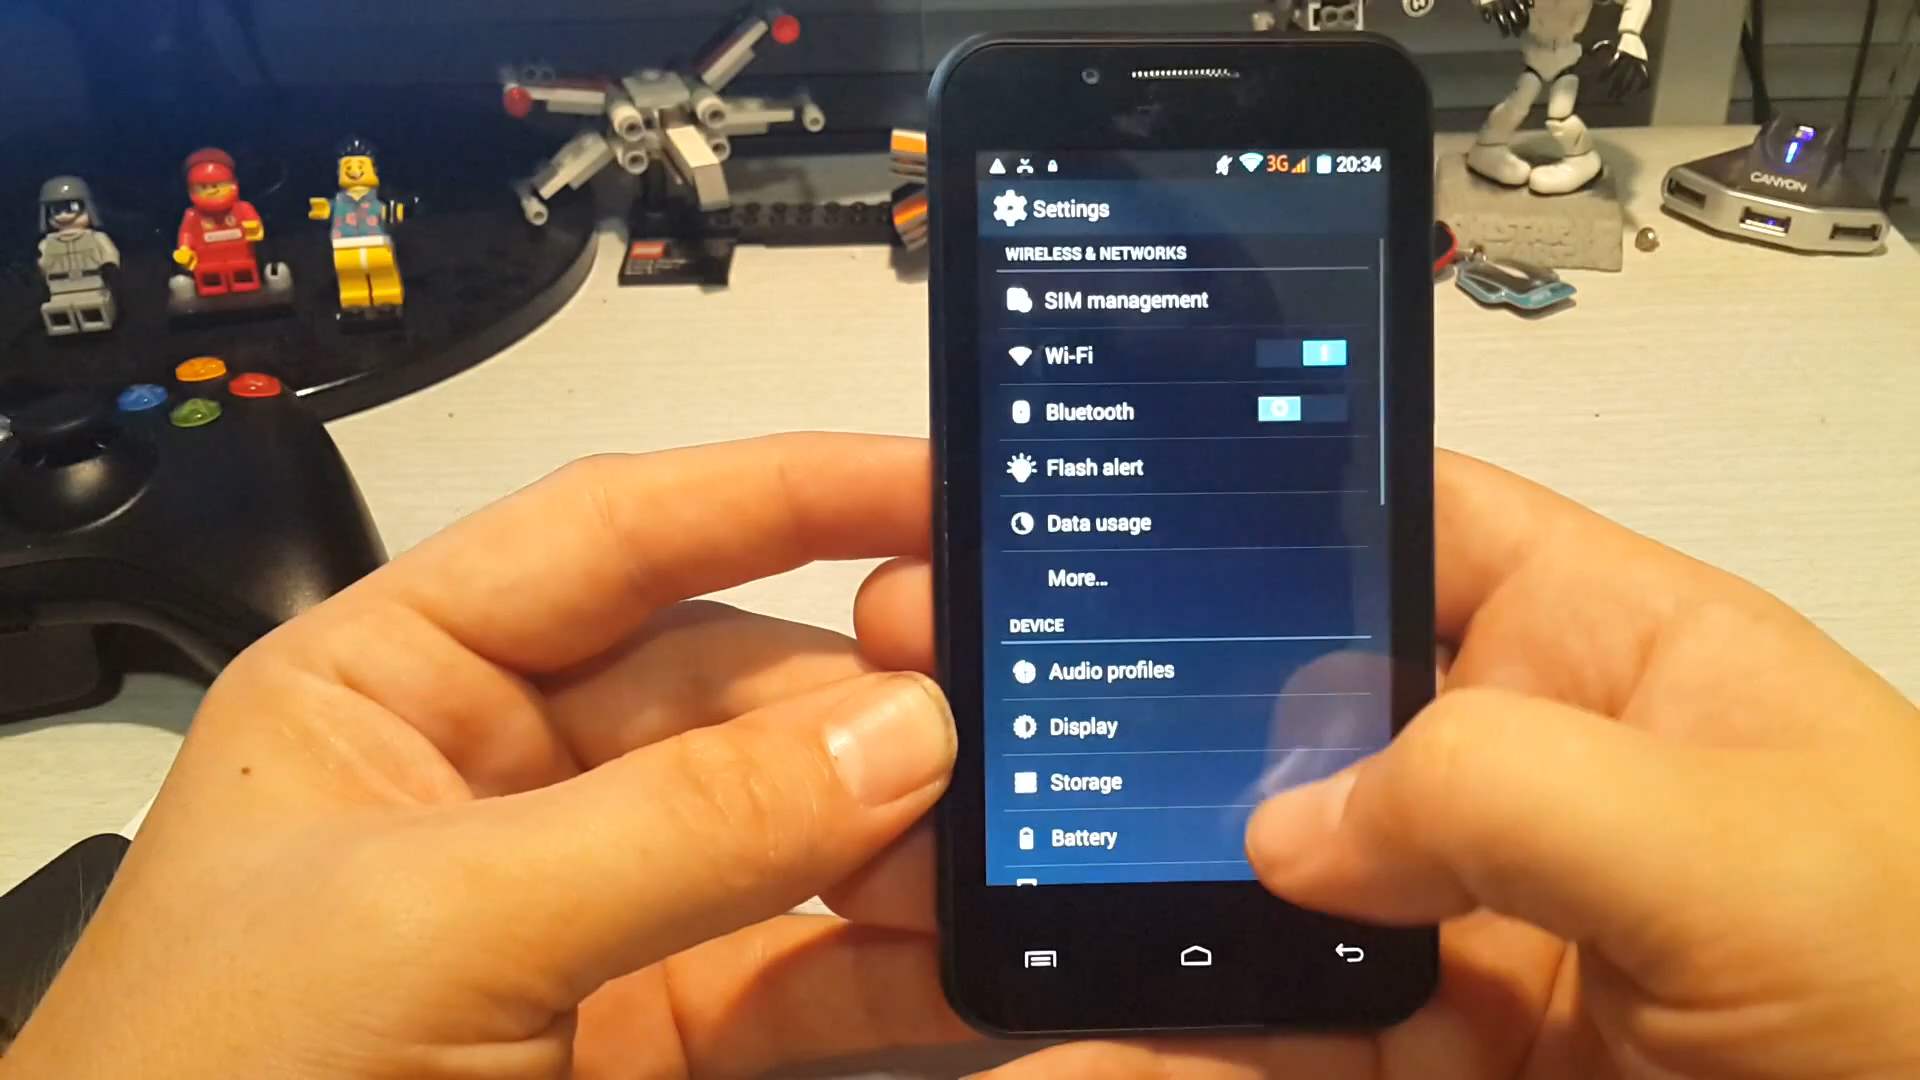 3G 20:34
Settings
WIRELESS & NETWORKS
SIM management
Wi-Fi
Bluetooth
Flash alert
Data usage
More...
DEVICE
Audio profiles
Display
Storage
Battery
CANYON